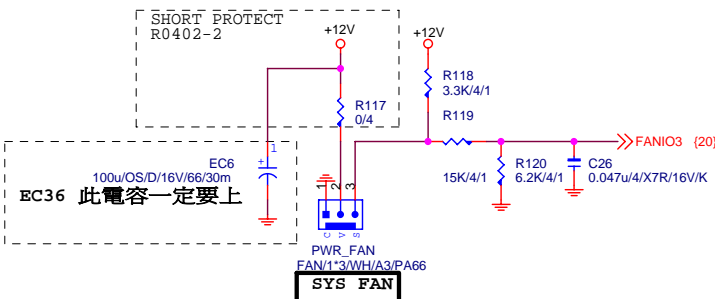 SHORT PROTECT
R0402-2
+12V
+12V
R118
3.3K/4/1
R117
0/4
R119
FANIO3 {20}
1
EC6
100u/OS/D/16V/66/30m
+
EC36 此電容一定要上
15K/4/1
R120
6.2K/4/1
C26
0.047u/4/X7R/16V/K
1
2
3
C
V
S
PWR_FAN
FAN/1*3/WH/A3/PA66
SYS FAN